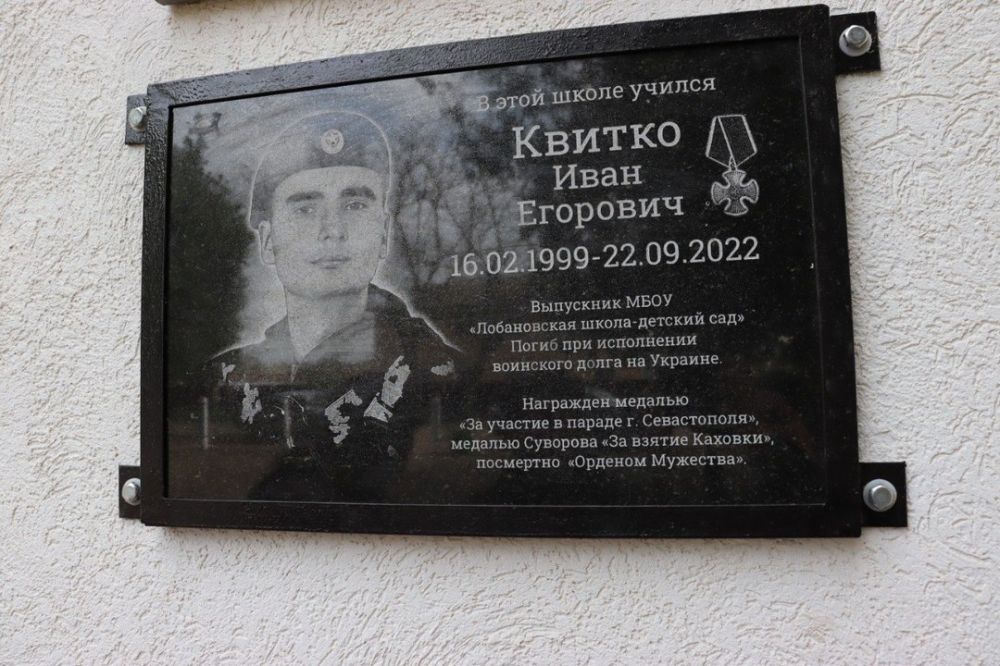 В этой школе учился
Квитко
Иван
Егорович
16.02.1999-22.09.2022
Выпускник МБОУ
«Лобановская школа-детский сад»
Погиб при исполнении
воинского долга на Украине.
Награжден медалью
«За участие в параде г. Севастополя»,
медалью Суворова «За взятие Каховки»,
посмертно «Орденом Мужества».